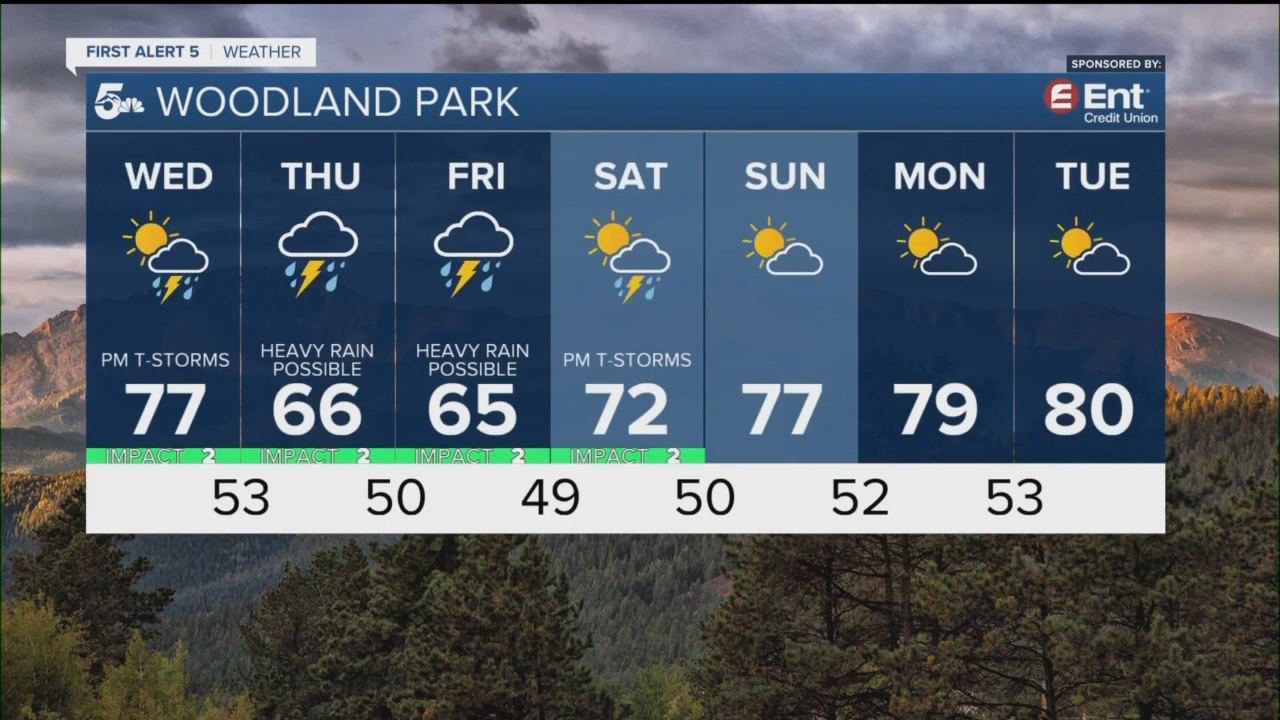 FIRST ALERT 5 | WEATHER
SPONSORED BY:
5 WOODLAND PARK
Ent
Credit Union
WED THU FRI SAT SUN MON TUE
PM T-STORMS HEAVY RAIN POSSIBLE HEAVY RAIN POSSIBLE PM T-STORMS
77 66 65 72 77 79 80
IMPACT 2 IMPACT 2 IMPACT 2 IMPACT 2
53 50 49 50 52 53